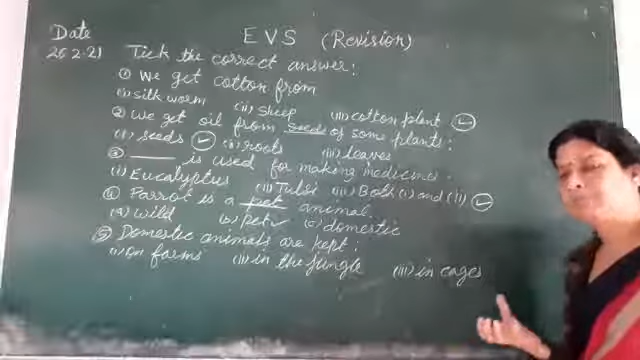 Date EVS (Revision)
26.2.21 Tick the correct answer:
① We get cotton from
(i) silk worm (ii) sheep (iii) cotton plant ✓
② We get oil from seeds of some plants:
(i) seeds ✓ (ii) roots (iii) leaves
③ ____ is used for making medicines.
(i) Eucalyptus (ii) Tulsi (iii) Both (i) and (ii) ✓
④ Parrot is a pet animal.
(a) wild (b) pet ✓ (c) domestic
⑤ Domestic animals are kept:
(i) on farms (ii) in the jungle (iii) in cages